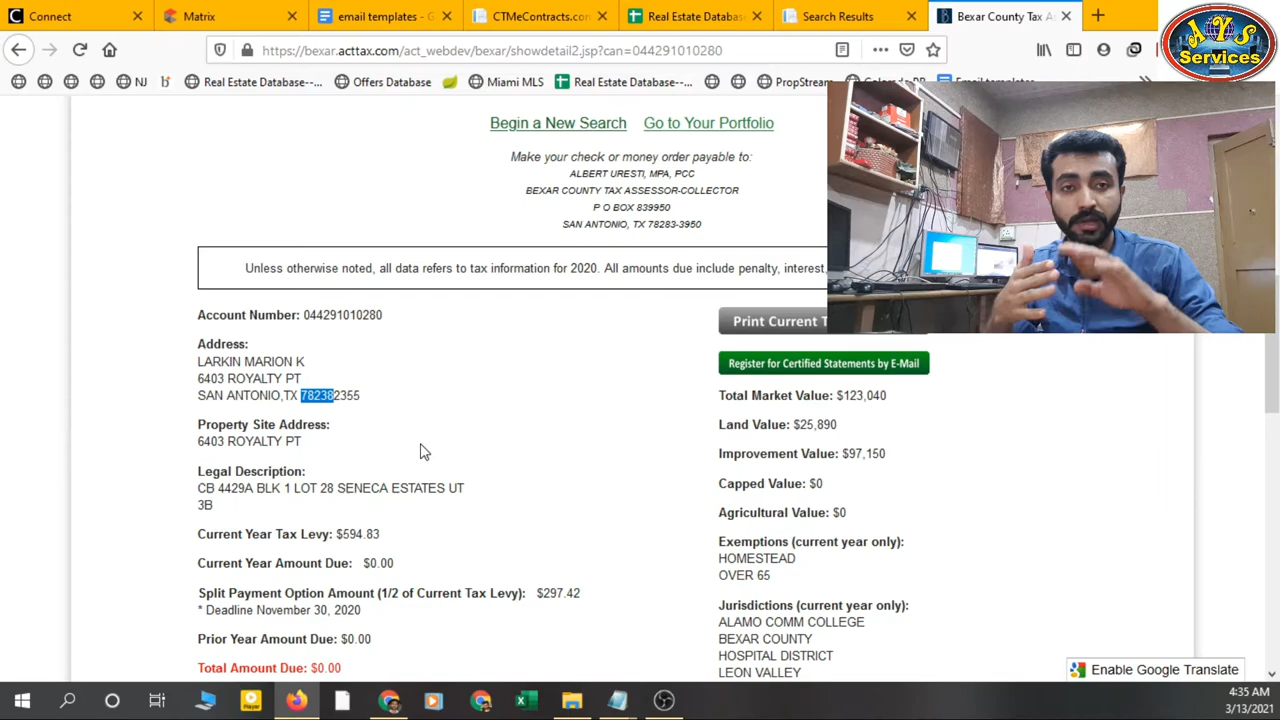 Connect
Matrix
email templates - G
CTMeContracts.co
Real Estate Databas
Search Results
Bexar County Tax As
https://bexar.acttax.com/act_webdev/bexar/showdetail2.jsp?can=044291010280
AYS
Services
NJ
Real Estate Database--...
Offers Database
Miami MLS
Real Estate Database--...
PropStream
Email templates
Begin a New Search
Go to Your Portfolio
Make your check or money order payable to:
ALBERT URESTI, MPA, PCC
BEXAR COUNTY TAX ASSESSOR-COLLECTOR
P O BOX 839950
SAN ANTONIO, TX 78283-3950
Unless otherwise noted, all data refers to tax information for 2020. All amounts due include penalty, interest,
Account Number: 044291010280
Address:
LARKIN MARION K
6403 ROYALTY PT
SAN ANTONIO,TX 782382355
Property Site Address:
6403 ROYALTY PT
Legal Description:
CB 4429A BLK 1 LOT 28 SENECA ESTATES UT
3B
Current Year Tax Levy: $594.83
Current Year Amount Due: $0.00
Split Payment Option Amount (1/2 of Current Tax Levy): $297.42
* Deadline November 30, 2020
Prior Year Amount Due: $0.00
Total Amount Due: $0.00
Print Current T
Register for Certified Statements by E-Mail
Total Market Value: $123,040
Land Value: $25,890
Improvement Value: $97,150
Capped Value: $0
Agricultural Value: $0
Exemptions (current year only):
HOMESTEAD
OVER 65
Jurisdictions (current year only):
ALAMO COMM COLLEGE
BEXAR COUNTY
HOSPITAL DISTRICT
LEON VALLEY
Enable Google Translate
Player
4:35 AM
3/13/2021